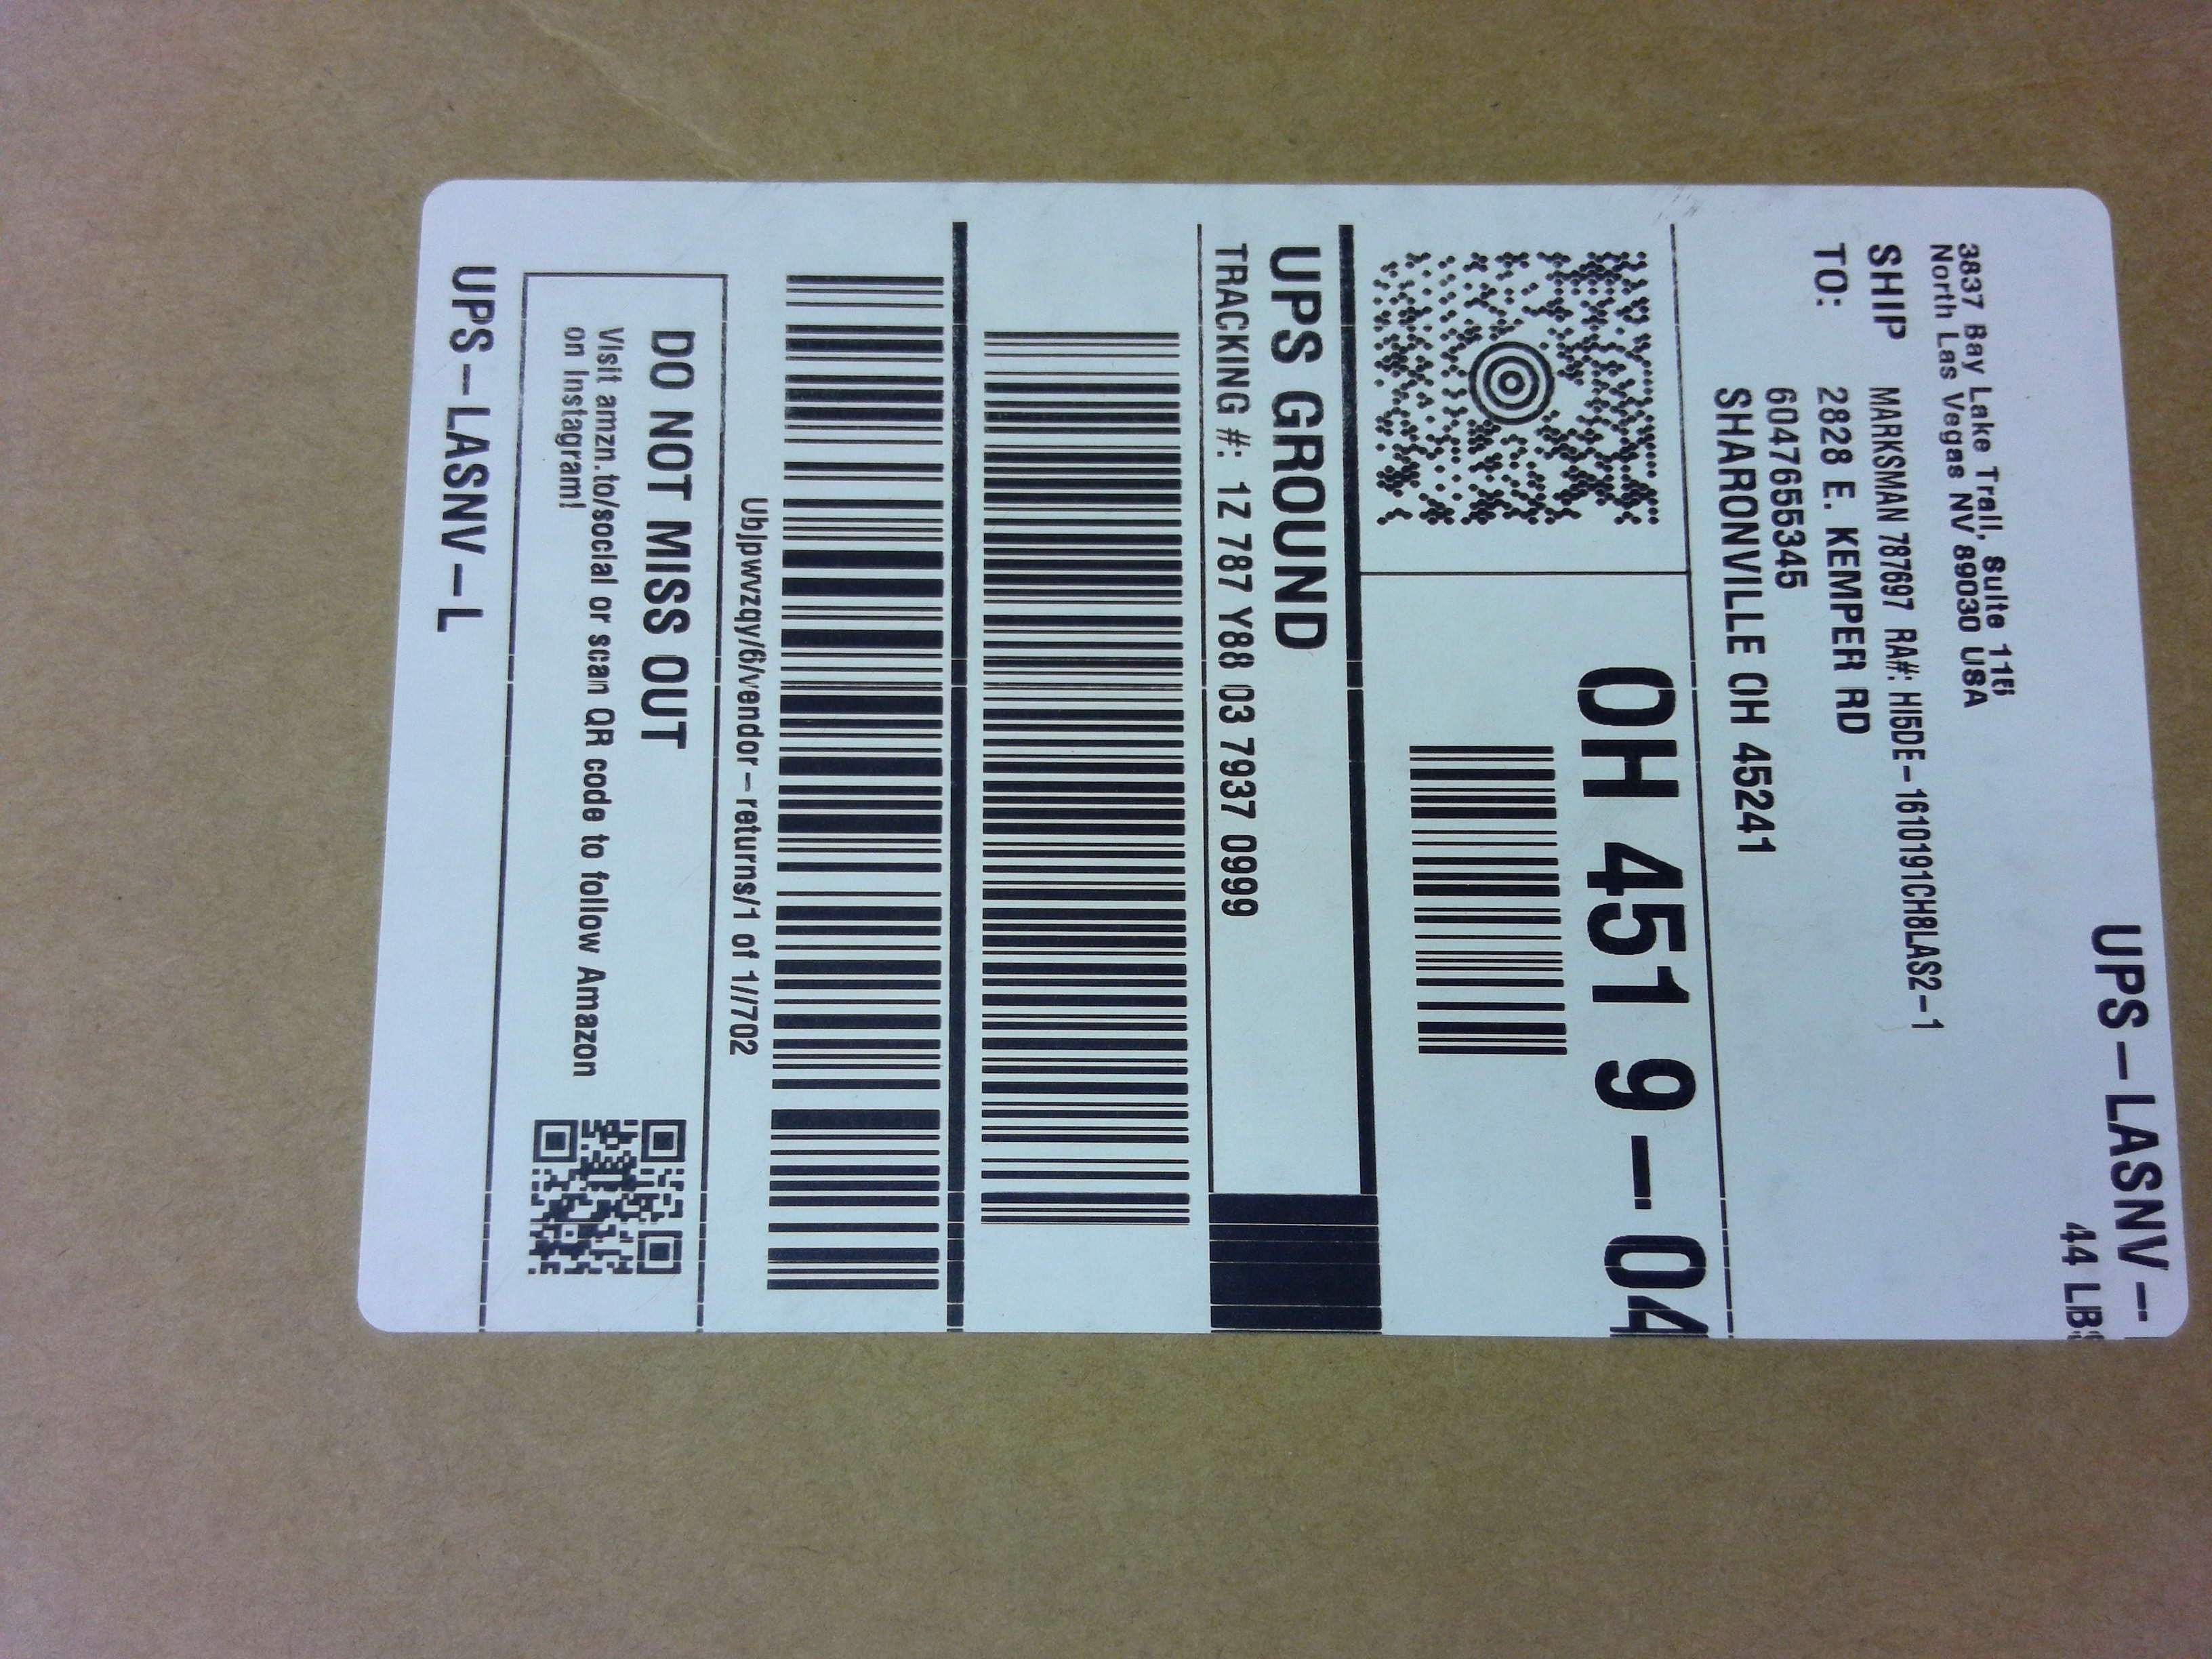 UPS-LASNV-
44 LBS
3837 Bay Lake Trail, Suite 115
North Las Vegas NV 89030 USA
SHIP MARKSMAN 787697 RA#: HI5DE-1610191CH8LAS2-1
TO: 2828 E. KEMPER RD
6047655345
SHARONVILLE OH 45241
OH 451 9-04
UPS GROUND
TRACKING #: 1Z 787 Y88 03 7937 0999
Ubjpwvzqy/6/vendor-returns/1 of 1//702
DO NOT MISS OUT
Visit amzn.to/social or scan QR code to follow Amazon
on Instagram!
UPS-LASNV-L